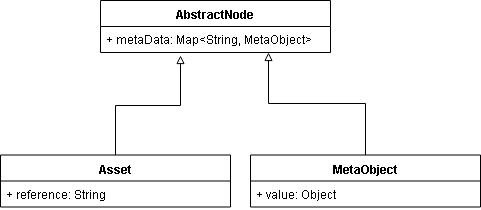 AbstractNode
+ metaData: Map<String, MetaObject>
Asset
+ reference: String
MetaObject
+ value: Object